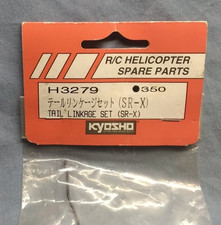 R/C HELICOPTER
SPARE PARTS
H3279 ●350
テールリンケージセット(SR-X)
TAIL LINKAGE SET (SR-X)
KYOSHO